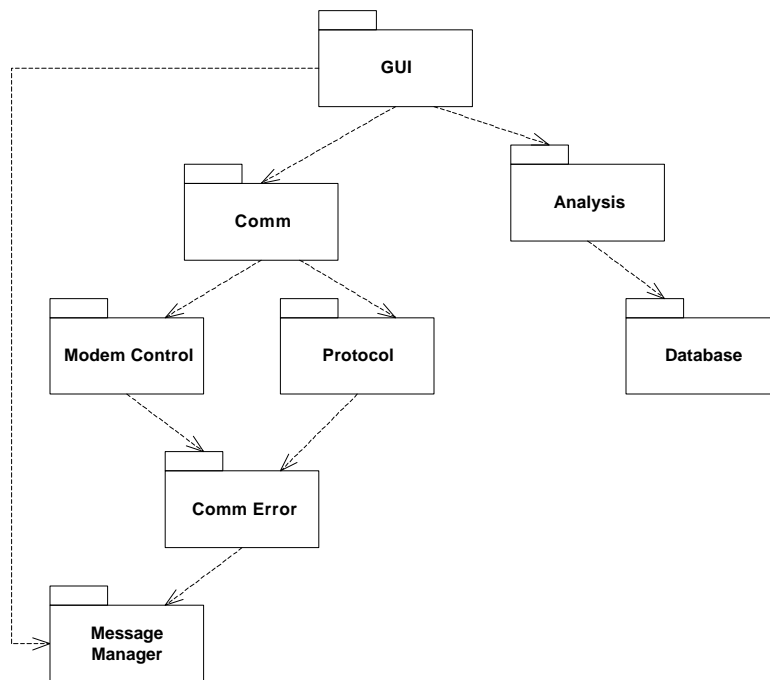 GUI
Comm
Analysis
Modem Control
Protocol
Database
Comm Error
Message
Manager